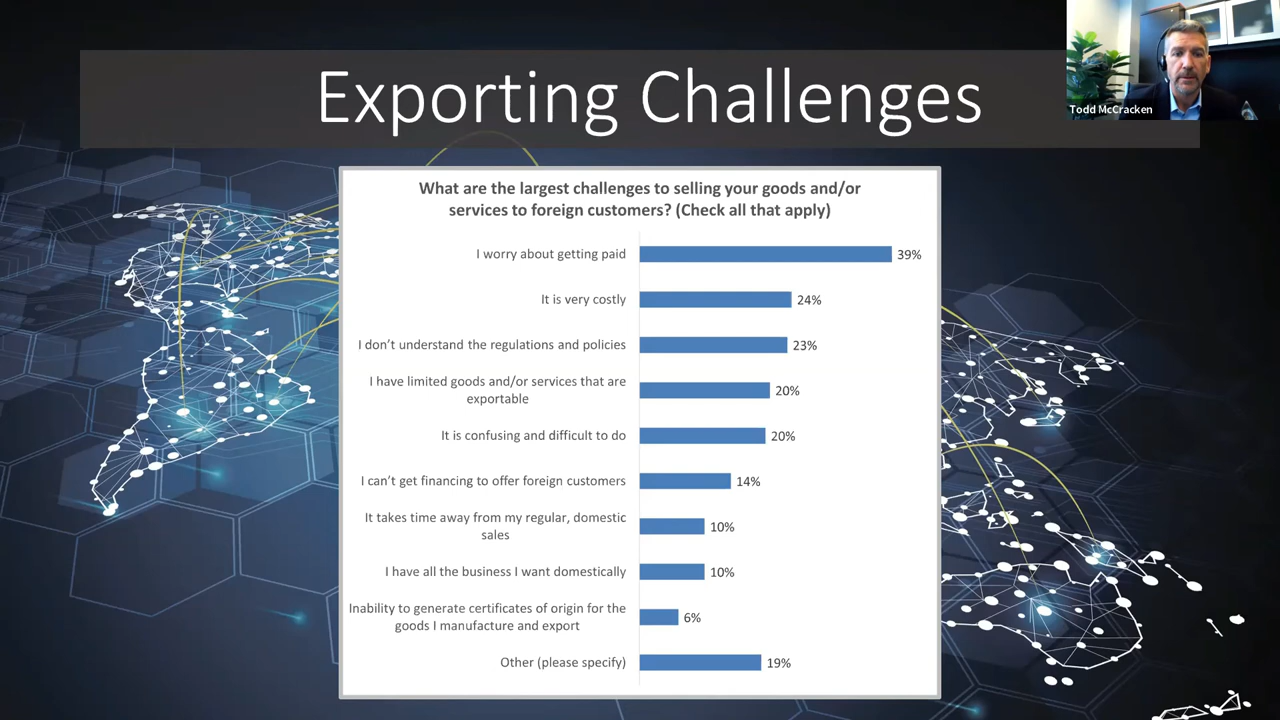 Exporting Challenges
Todd McCracken
What are the largest challenges to selling your goods and/or
services to foreign customers? (Check all that apply)
I worry about getting paid 39%
It is very costly 24%
I don't understand the regulations and policies 23%
I have limited goods and/or services that are
exportable 20%
It is confusing and difficult to do 20%
I can't get financing to offer foreign customers 14%
It takes time away from my regular, domestic
sales 10%
I have all the business I want domestically 10%
Inability to generate certificates of origin for the
goods I manufacture and export 6%
Other (please specify) 19%